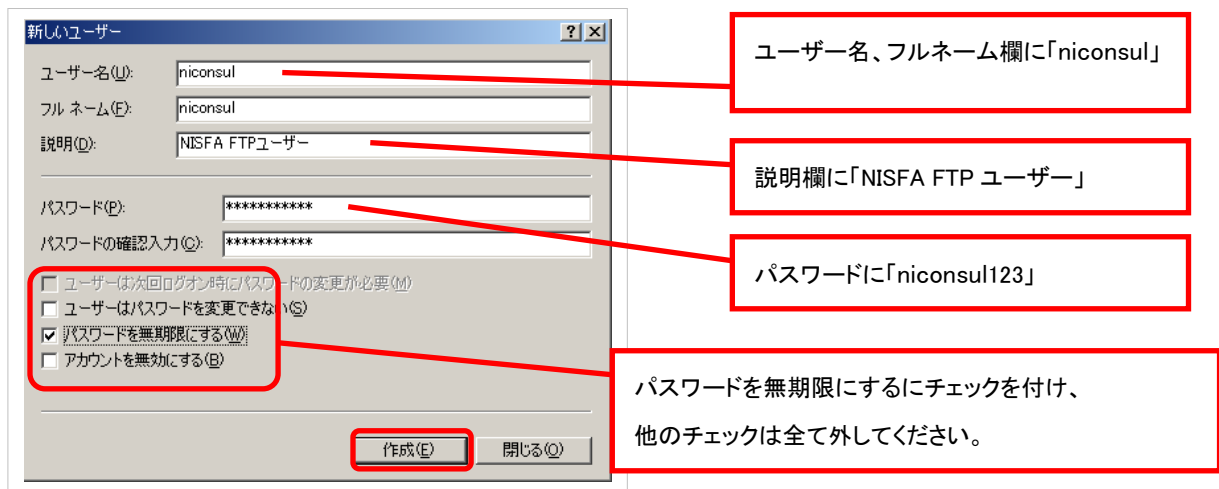 新しいユーザー
ユーザー名(U): niconsul
フル ネーム(F): niconsul
説明(D): NISFA FTPユーザー
パスワード(P): ***********
パスワードの確認入力(C): ***********
ユーザーは次回ログオン時にパスワードの変更が必要(M)
ユーザーはパスワードを変更できない(S)
パスワードを無期限にする(W)
アカウントを無効にする(B)
作成(E) 閉じる(O)
ユーザー名、フルネーム欄に「niconsul」
説明欄に「NISFA FTP ユーザー」
パスワードに「niconsul123」
パスワードを無期限にするにチェックを付け、
他のチェックは全て外してください。